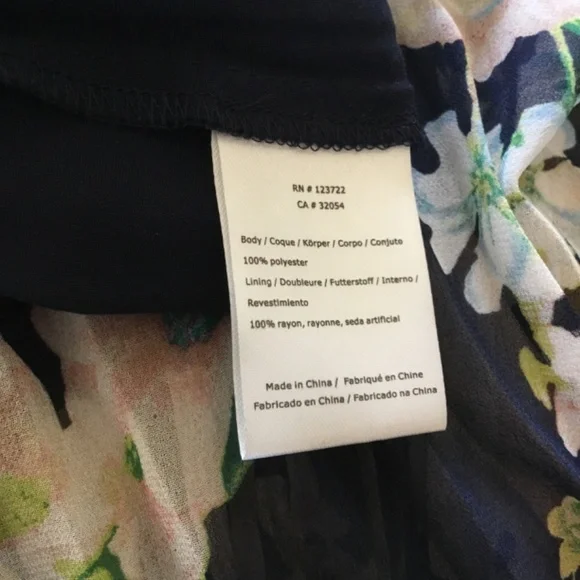 RN # 123722
CA # 32054
Body / Coque / Körper / Corpo / Conjuto
100% polyester
Lining / Doubleure / Futterstoff / Interno /
Revestimiento
100% rayon, rayonne, seda artificial
Made in China / Fabriqué en Chine
Fabricado en China / Fabricado na China